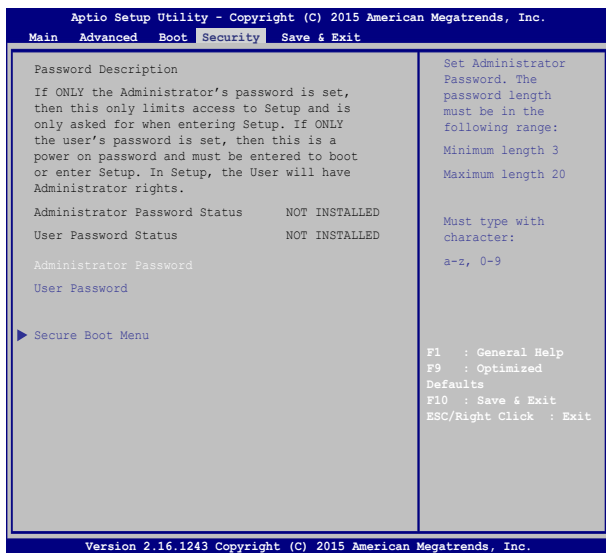 Aptio Setup Utility - Copyright (C) 2015 American Megatrends, Inc.
Main Advanced Boot Security Save & Exit
Password Description
If ONLY the Administrator's password is set,
then this only limits access to Setup and is
only asked for when entering Setup. If ONLY
the user's password is set, then this is a
power on password and must be entered to boot
or enter Setup. In Setup, the User will have
Administrator rights.
Administrator Password Status NOT INSTALLED
User Password Status NOT INSTALLED
Administrator Password
User Password
Secure Boot Menu
Set Administrator
Password. The
password length
must be in the
following range:
Minimum length 3
Maximum length 20
Must type with
character:
a-z, 0-9
F1 : General Help
F9 : Optimized
Defaults
F10 : Save & Exit
ESC/Right Click : Exit
Version 2.16.1243 Copyright (C) 2015 American Megatrends, Inc.